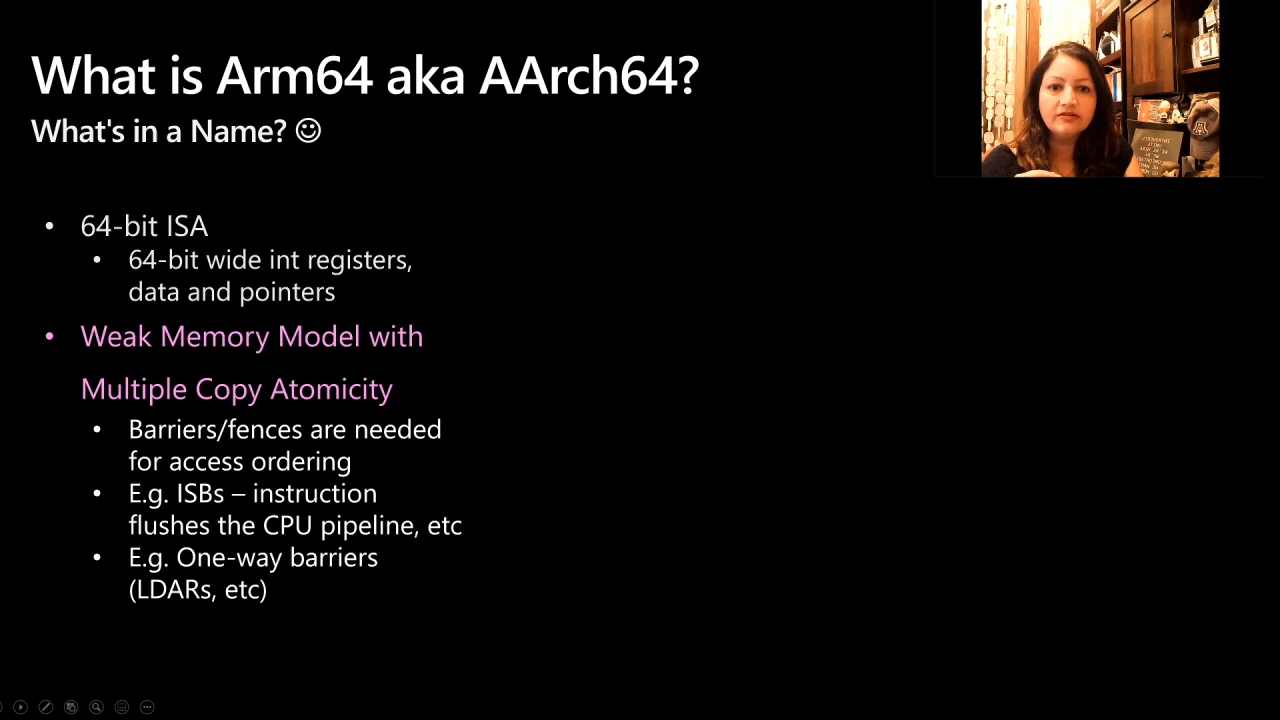 What is Arm64 aka AArch64?
What's in a Name? ☺
• 64-bit ISA
• 64-bit wide int registers,
data and pointers
• Weak Memory Model with
Multiple Copy Atomicity
• Barriers/fences are needed
for access ordering
• E.g. ISBs – instruction
flushes the CPU pipeline, etc
• E.g. One-way barriers
(LDARs, etc)